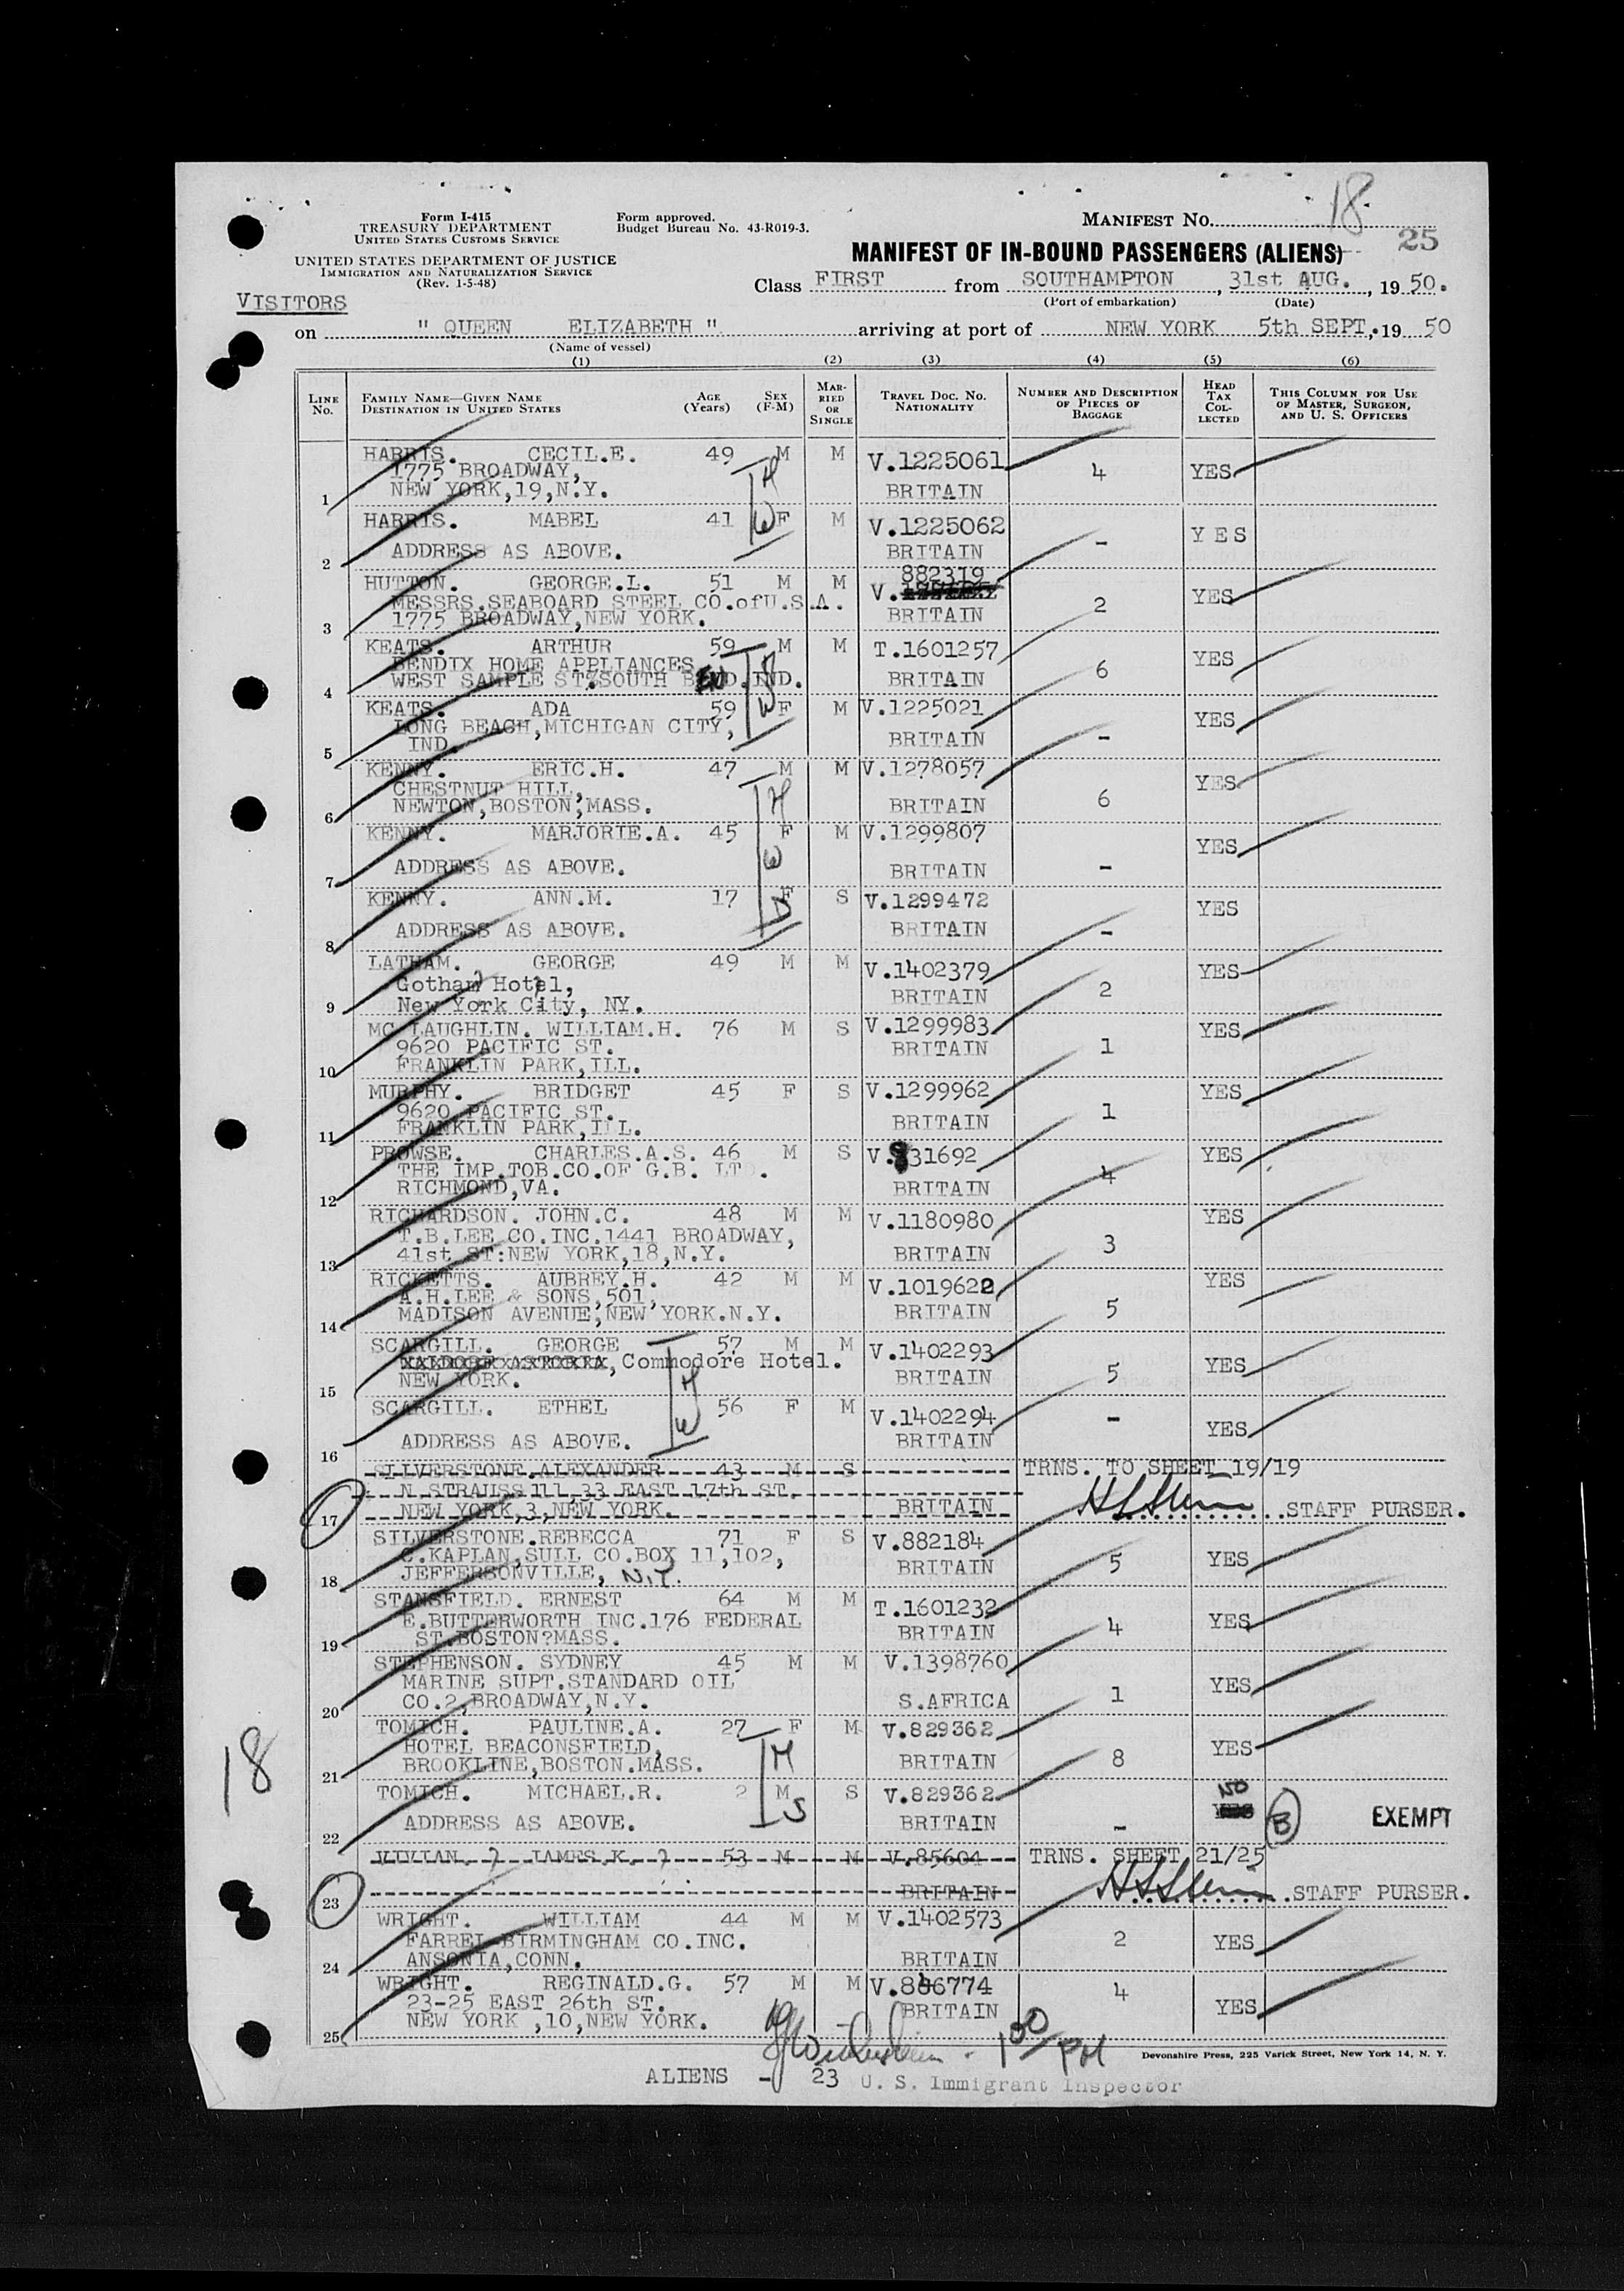 18
25
Form I-415
TREASURY DEPARTMENT
UNITED STATES CUSTOMS SERVICE
Form approved.
Budget Bureau No. 43-R019-3.
MANIFEST No.
UNITED STATES DEPARTMENT OF JUSTICE
IMMIGRATION AND NATURALIZATION SERVICE
(Rev. 1-5-48)
MANIFEST OF IN-BOUND PASSENGERS (ALIENS)
Class FIRST from SOUTHAMPTON, 31st AUG., 19 50.
(Port of embarkation) (Date)
VISITORS
on " QUEEN ELIZABETH " arriving at port of NEW YORK 5th SEPT. 19 50
(Name of vessel)
(1) (2) (3) (4) (5) (6)
LINE No. FAMILY NAME—GIVEN NAME DESTINATION IN UNITED STATES AGE (Years) SEX (F-M) MARRIED OR SINGLE TRAVEL DOC. NO. NATIONALITY NUMBER AND DESCRIPTION OF PIECES OF BAGGAGE HEAD TAX COLLECTED THIS COLUMN FOR USE OF MASTER, SURGEON, AND U. S. OFFICERS
HARRIS. CECIL.E. 49 M M V.1225061 4 YES
1775 BROADWAY,
1 NEW YORK,19,N.Y. BRITAIN H
HARRIS. MABEL 41 W F M V.1225062 - YES
2 ADDRESS AS ABOVE. BRITAIN
HUTTON. GEORGE.L. 51 M M V. 882319 2 YES
MESSRS.SEABOARD STEEL CO.ofU.S.A.
3 1775 BROADWAY,NEW YORK. BRITAIN
KEATS. ARTHUR 59 M M T.1601257 6 YES
BENDIX HOME APPLIANCES
4 WEST SAMPLE ST.SOUTH BEND.IND. BRITAIN
KEATS. ADA 59 W F M V.1225021 - YES
LONG BEACH,MICHIGAN CITY,
5 IND. BRITAIN
KENNY. ERIC.H. 47 M M V.1278057 6 YES
CHESTNUT HILL,
6 NEWTON,BOSTON,MASS. H BRITAIN
KENNY. MARJORIE.A. 45 F M V.1299807 - YES
7 ADDRESS AS ABOVE. W BRITAIN
KENNY. ANN.M. 17 F S V.1299472 - YES
8 ADDRESS AS ABOVE. D BRITAIN
LATHAM. GEORGE 49 M M V.1402379 2 YES
Gotham Hotel,
9 New York City, NY. BRITAIN
MC LAUGHLIN. WILLIAM.H. 76 M S V.1299983 1 YES
9620 PACIFIC ST.
10 FRANKLIN PARK,ILL. BRITAIN
MURPHY. BRIDGET 45 F S V.1299962 1 YES
9620 PACIFIC ST.
11 FRANKLIN PARK,ILL. BRITAIN
PROWSE. CHARLES.A.S. 46 M S V.831692 4 YES
THE IMP.TOB.CO.OF G.B. LTD.
12 RICHMOND,VA. BRITAIN
RICHARDSON. JOHN.C. 48 M M V.1180980 3 YES
T.B.LEE CO.INC.1441 BROADWAY,
13 41st ST:NEW YORK,18,N.Y. BRITAIN
RICKETTS. AUBREY.H. 42 M M V.1019622 5 YES
A.H.LEE & SONS,501,
14 MADISON AVENUE,NEW YORK.N.Y. BRITAIN
SCARGILL. GEORGE 57 M M V.1402293 5 YES
WALDORF ASTORIA, Commodore Hotel.
15 NEW YORK. H BRITAIN
SCARGILL. ETHEL 56 F M V.1402294 - YES
16 ADDRESS AS ABOVE. W BRITAIN
SILVERSTONE.ALEXANDER 43 M S TRNS. TO SHEET 19/19
N.STRAUSS 111,33 EAST 17th ST.
17 NEW YORK,3,NEW YORK. BRITAIN STAFF PURSER.
SILVERSTONE.REBECCA 71 F S V.882184 5 YES
C.KAPLAN,SULL CO.BOX 11,102,
18 JEFFERSONVILLE, N.Y. BRITAIN
STANSFIELD. ERNEST 64 M M T.1601232 4 YES
E.BUTTERWORTH INC.176 FEDERAL
19 ST.BOSTON?MASS. BRITAIN
STEPHENSON. SYDNEY 45 M M V.1398760 1 YES
MARINE SUPT.STANDARD OIL
20 CO.2,BROADWAY,N.Y. S.AFRICA
18
TOMICH. PAULINE.A. 27 F M V.829362 8 YES
HOTEL BEACONSFIELD,
21 BROOKLINE,BOSTON.MASS. M BRITAIN
TOMICH. MICHAEL.R. 2 M S V.829362 - NO
22 ADDRESS AS ABOVE. S BRITAIN B EXEMPT
VIVIAN. JAMES.K. 53 M M V.85604 TRNS. SHEET 21/25
23 BRITAIN STAFF PURSER.
WRIGHT. WILLIAM 44 M M V.1402573 2 YES
FARREL BIRMINGHAM CO.INC.
24 ANSONIA,CONN. BRITAIN
WRIGHT. REGINALD.G. 57 M M V.846774 4 YES
23-25 EAST 26th ST.
25 NEW YORK ,10,NEW YORK. BRITAIN
1 00/PM
Devonshire Press, 225 Varick Street, New York 14, N. Y.
ALIENS - 23 U. S. Immigrant Inspector